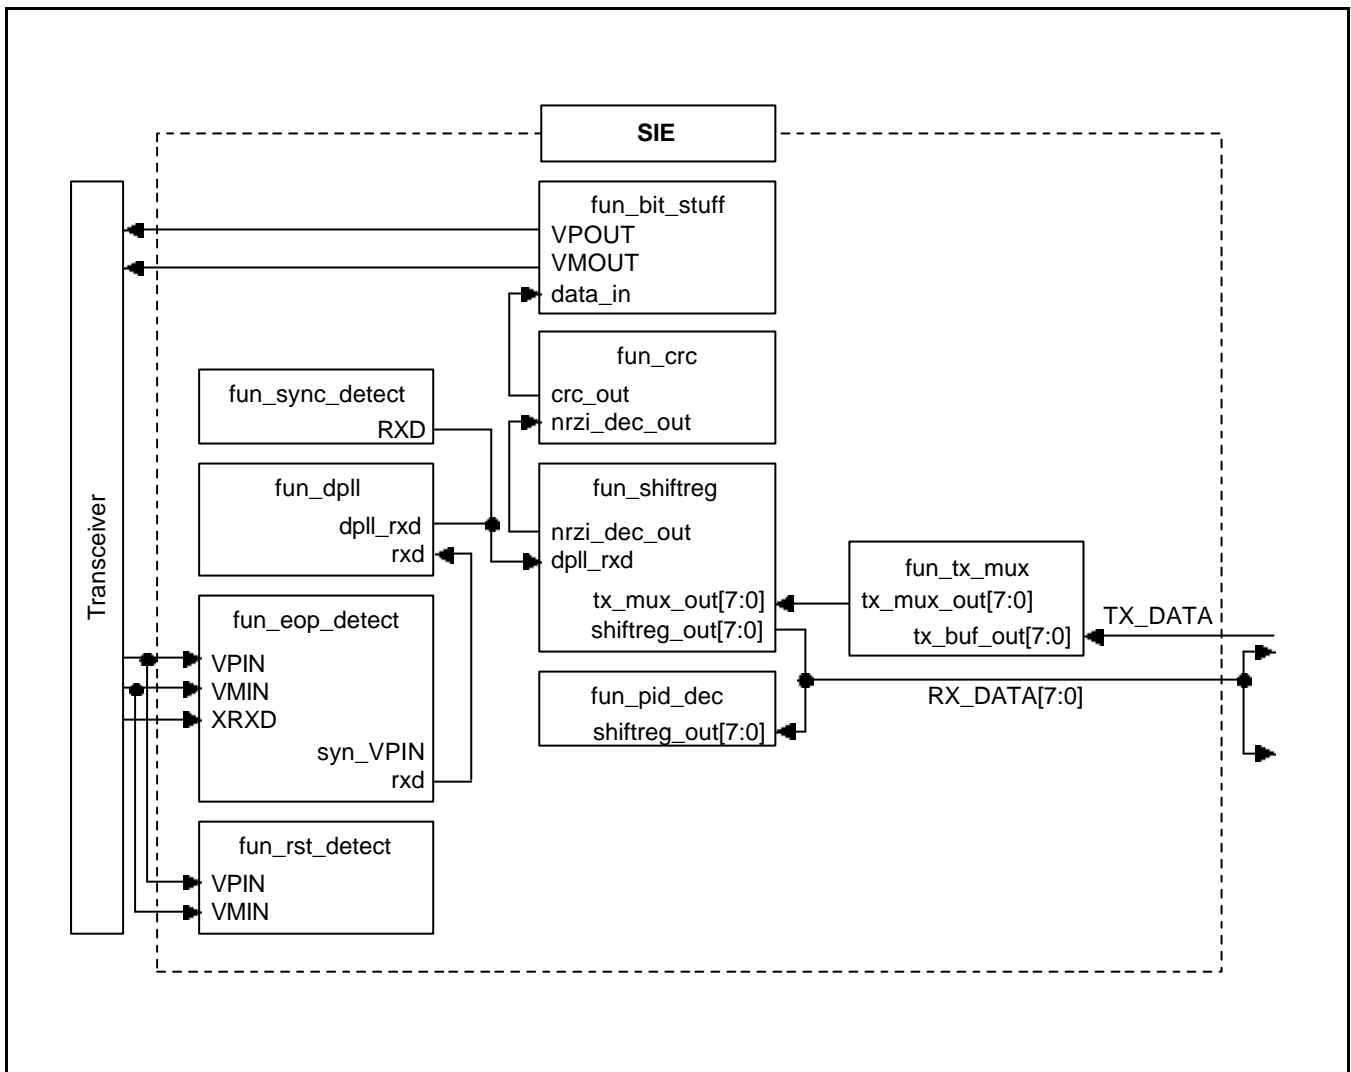 SIE
fun_bit_stuff
VPOUT
VMOUT
data_in
fun_crc
crc_out
nrzi_dec_out
fun_sync_detect
RXD
fun_dpll
dpll_rxd
rxd
fun_shiftreg
nrzi_dec_out
dpll_rxd
tx_mux_out[7:0]
shiftreg_out[7:0]
fun_tx_mux
tx_mux_out[7:0]
tx_buf_out[7:0]
TX_DATA
Transceiver
fun_eop_detect
VPIN
VMIN
XRXD
syn_VPIN
rxd
fun_pid_dec
shiftreg_out[7:0]
RX_DATA[7:0]
fun_rst_detect
VPIN
VMIN